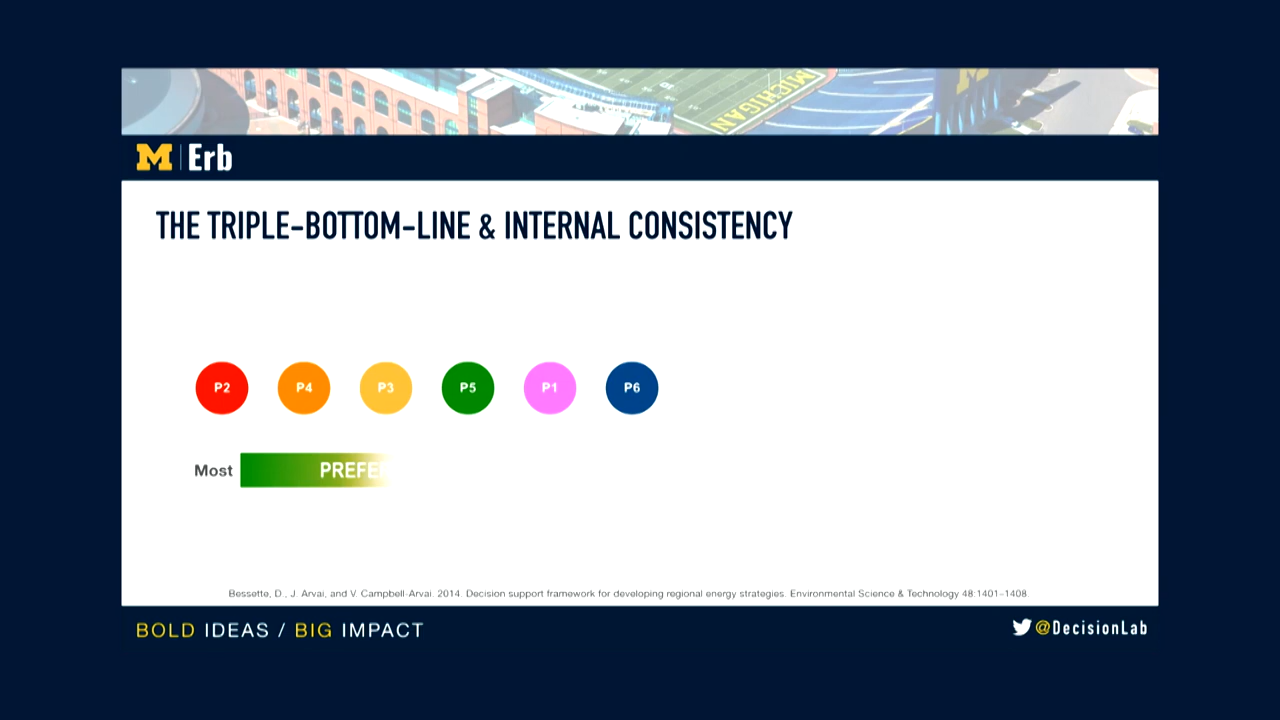 MICHIGAN
M
M | Erb
THE TRIPLE-BOTTOM-LINE & INTERNAL CONSISTENCY
P2 P4 P3 P5 P1 P6
Most PREFE
Bessette, D., J. Arvai, and V. Campbell-Arvai. 2014. Decision support framework for developing regional energy strategies. Environmental Science & Technology 48:1401-1408.
BOLD IDEAS / BIG IMPACT
@DecisionLab